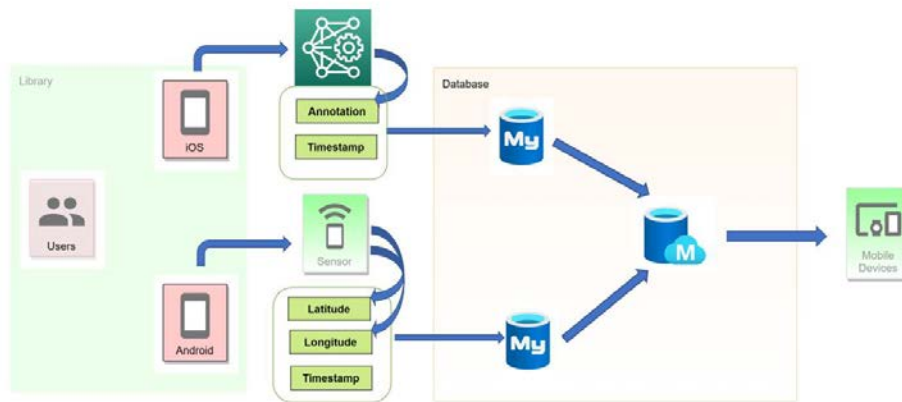 Library
Database
iOS
Annotation
Timestamp
My
Users
Sensor
M
Mobile
Devices
Android
Latitude
Longitude
Timestamp
My